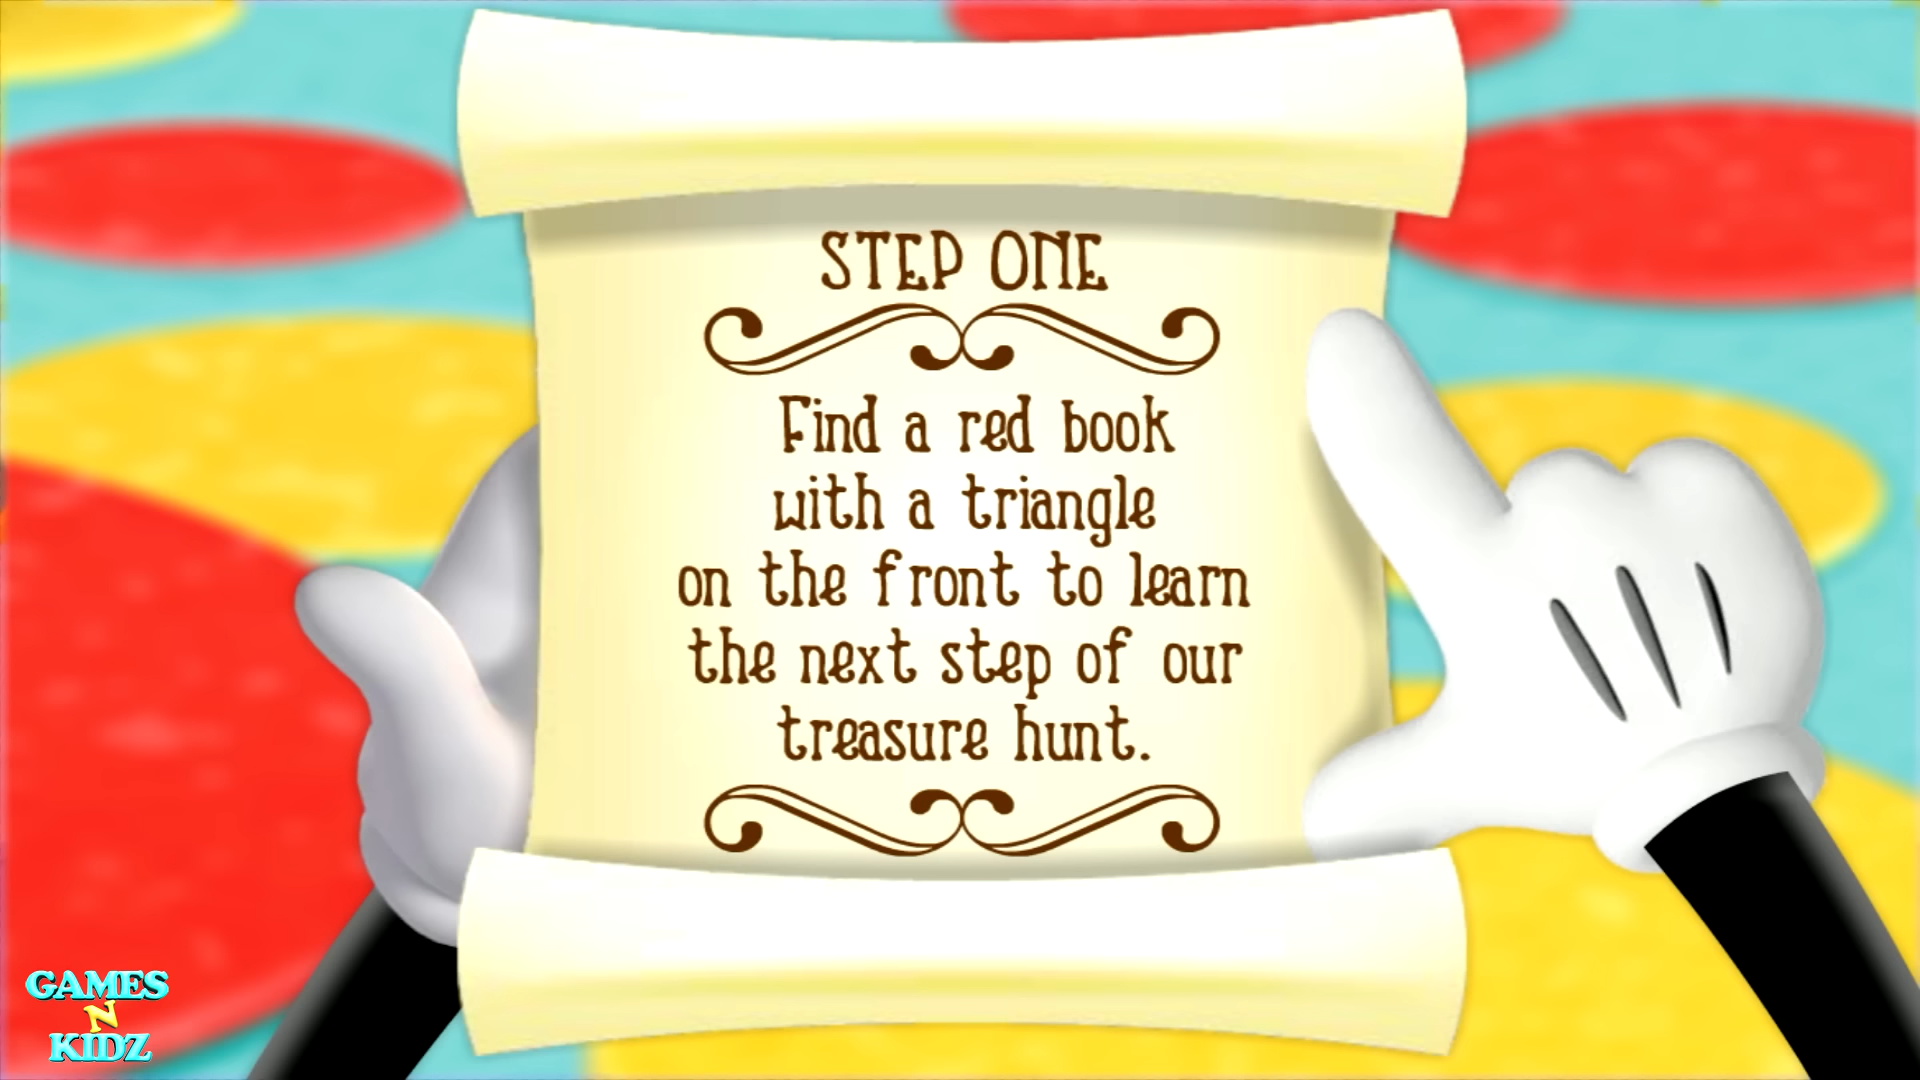 STEP ONE
Find a red book
with a triangle
on the front to learn
the next step of our
treasure hunt.
GAMES
N
KIDZ